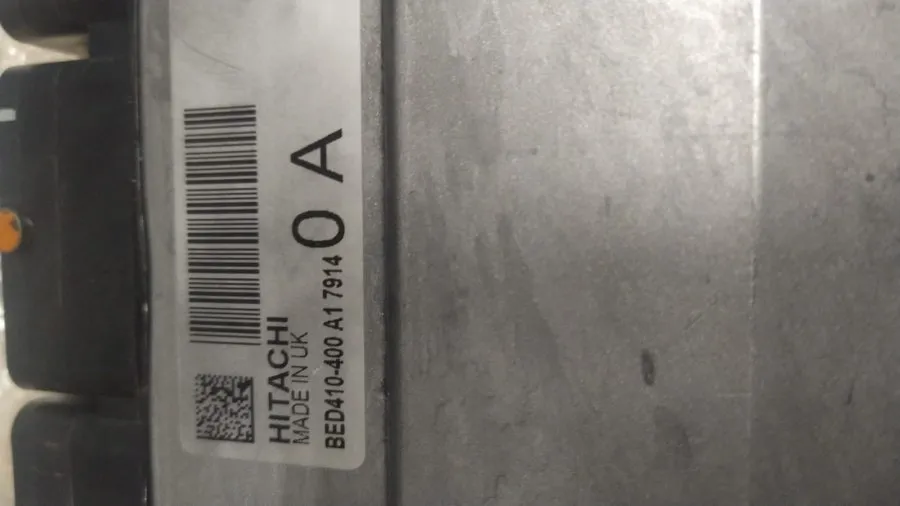 0 A
HITACHI
MADE IN UK
BED410-400 A1 7914